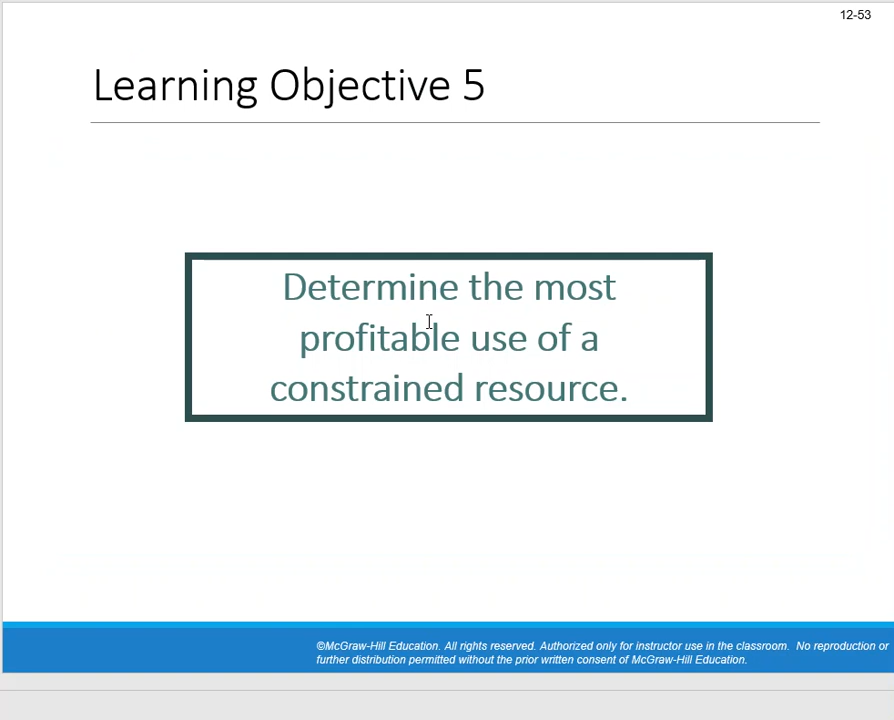 12-53
Learning Objective 5
Determine the most
profitable use of a
constrained resource.
©McGraw-Hill Education. All rights reserved. Authorized only for instructor use in the classroom.  No reproduction or
further distribution permitted without the prior written consent of McGraw-Hill Education.